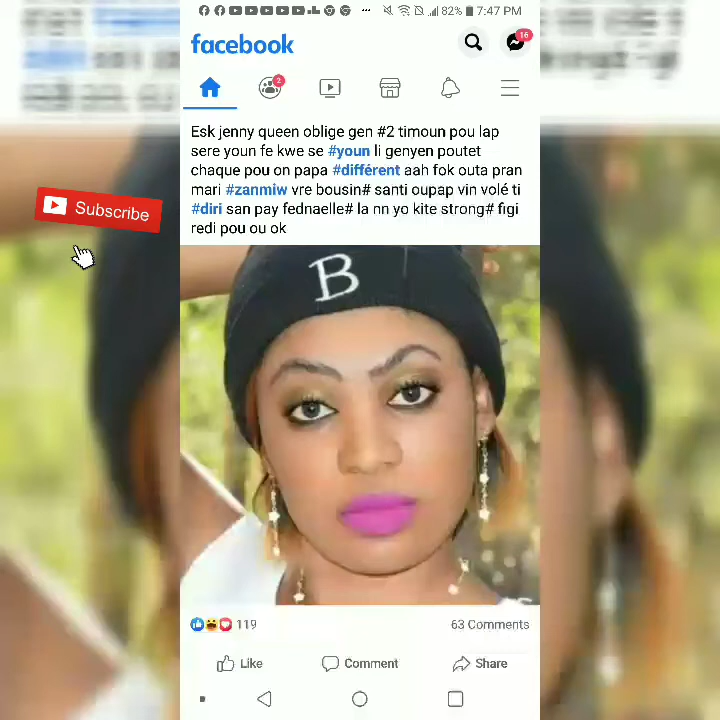 82% 7:47 PM
facebook
16
2
Esk jenny queen oblige gen #2 timoun pou lap
sere youn fe kwe se #youn li genyen poutet
chaque pou on papa #différent aah fok outa pran
mari #zanmiw vre bousin# santi oupap vin volé ti
#diri san pay fednaelle# la nn yo kite strong# figi
redi pou ou ok
Subscribe
B
119
63 Comments
Like
Comment
Share